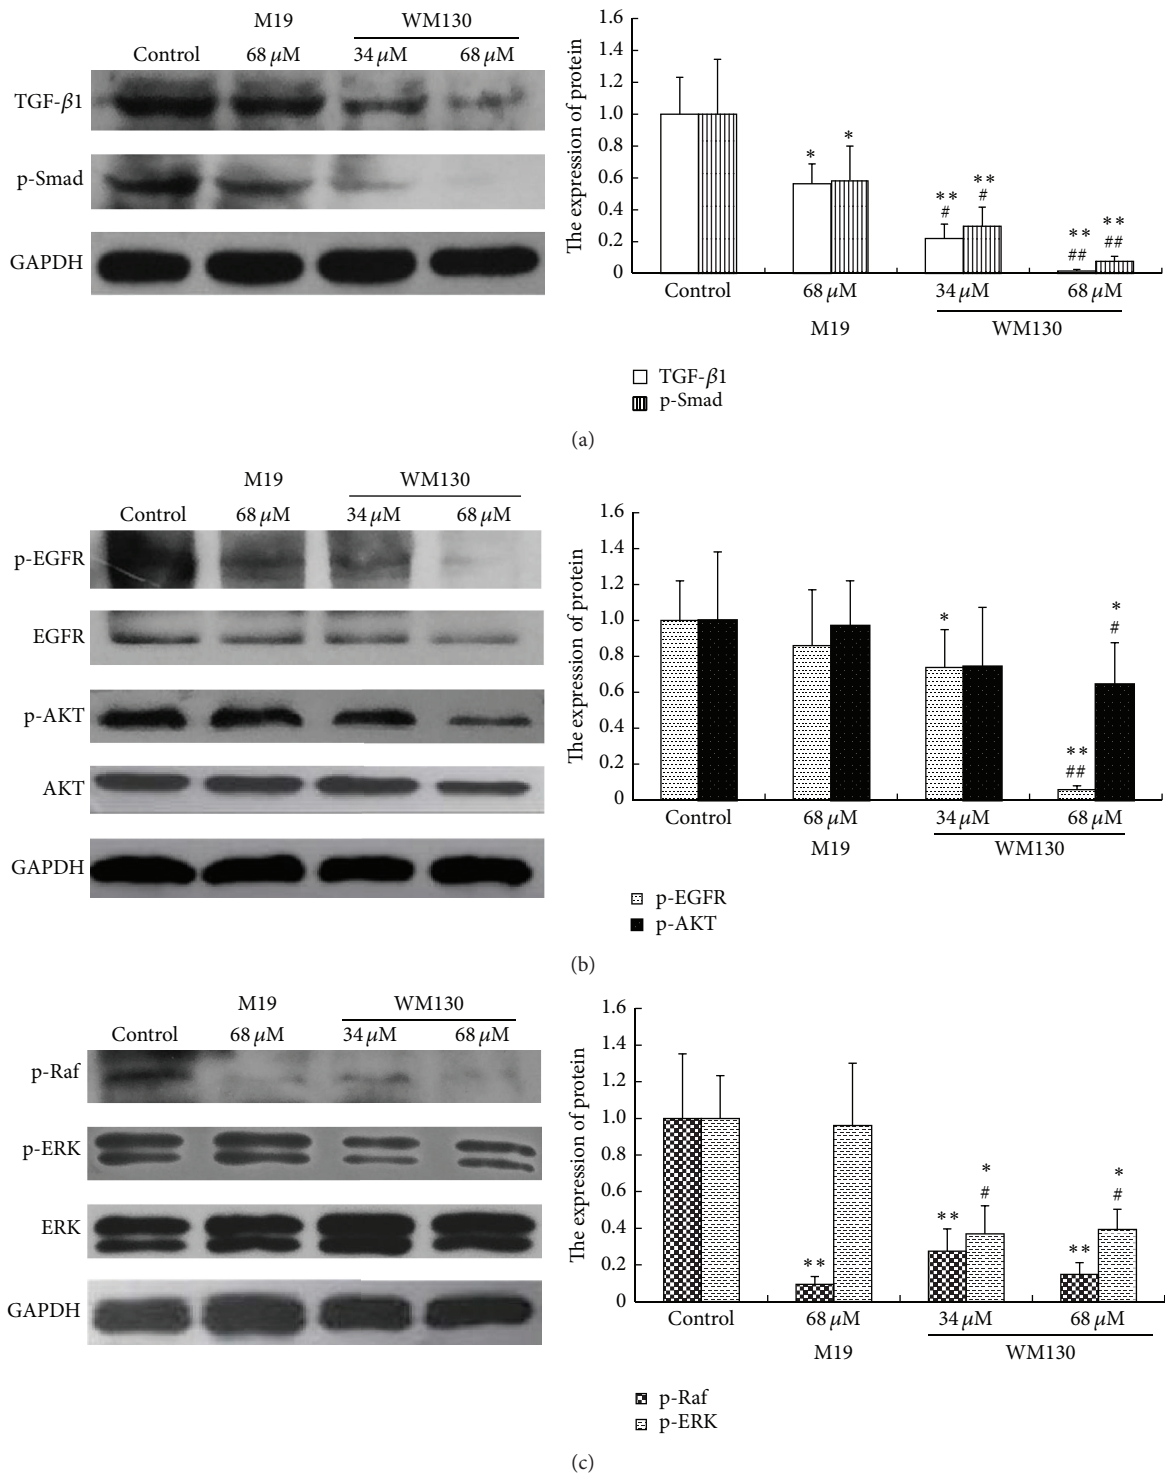 M19 WM130
Control 68 μM 34 μM 68 μM
TGF-β1
p-Smad
GAPDH
The expression of protein
1.6
1.4
1.2
1.0
0.8
0.6
0.4
0.2
0
* *
** # ** #
** ## ** ##
Control 68 μM 34 μM 68 μM
M19 WM130
TGF-β1
p-Smad
(a)
M19 WM130
Control 68 μM 34 μM 68 μM
p-EGFR
EGFR
p-AKT
AKT
GAPDH
The expression of protein
1.6
1.4
1.2
1.0
0.8
0.6
0.4
0.2
0
*
** ## * #
Control 68 μM 34 μM 68 μM
M19 WM130
p-EGFR
p-AKT
(b)
M19 WM130
Control 68 μM 34 μM 68 μM
p-Raf
p-ERK
ERK
GAPDH
The expression of protein
1.6
1.4
1.2
1.0
0.8
0.6
0.4
0.2
0
**
** * #
** * #
Control 68 μM 34 μM 68 μM
M19 WM130
p-Raf
p-ERK
(c)